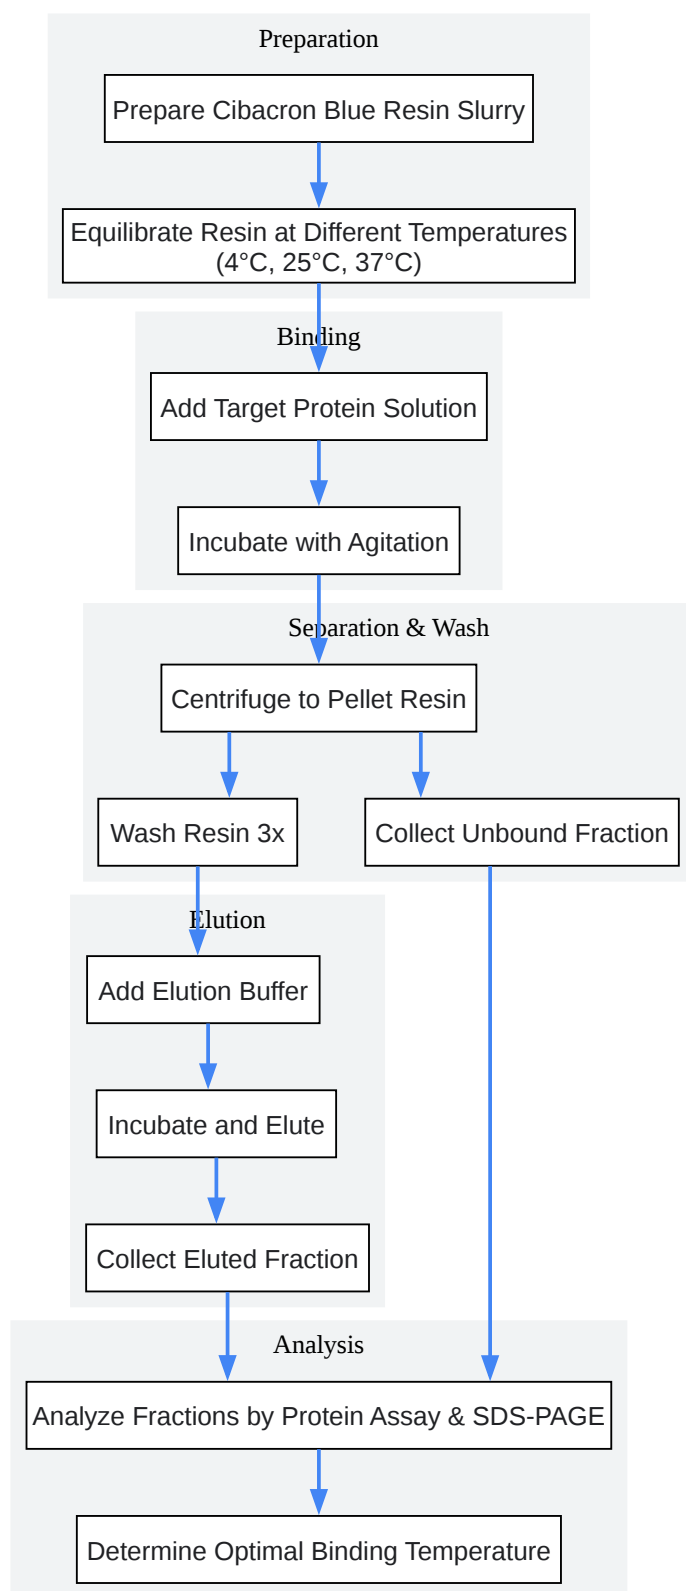 Preparation
Prepare Cibacron Blue Resin Slurry
Equilibrate Resin at Different Temperatures
(4°C, 25°C, 37°C)
Binding
Add Target Protein Solution
Incubate with Agitation
Separation & Wash
Centrifuge to Pellet Resin
Wash Resin 3x
Collect Unbound Fraction
Elution
Add Elution Buffer
Incubate and Elute
Collect Eluted Fraction
Analysis
Analyze Fractions by Protein Assay & SDS-PAGE
Determine Optimal Binding Temperature